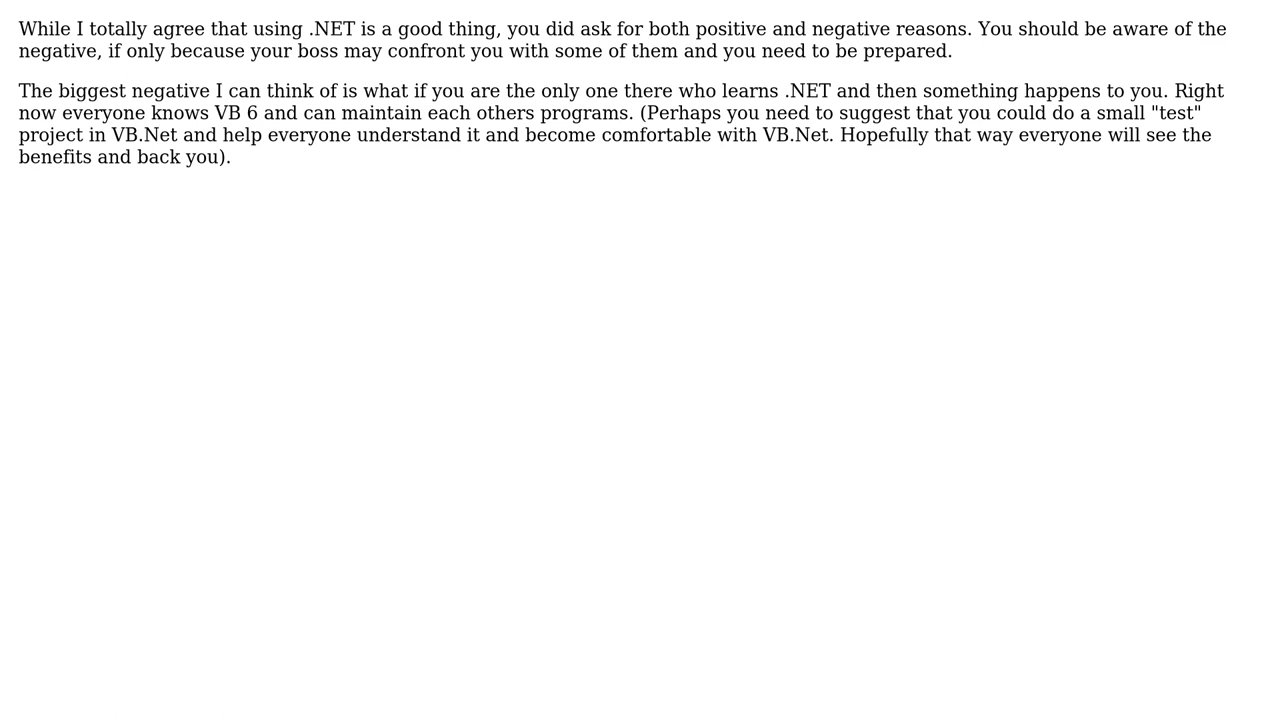 While I totally agree that using .NET is a good thing, you did ask for both positive and negative reasons. You should be aware of the
negative, if only because your boss may confront you with some of them and you need to be prepared.
The biggest negative I can think of is what if you are the only one there who learns .NET and then something happens to you. Right
now everyone knows VB 6 and can maintain each others programs. (Perhaps you need to suggest that you could do a small "test"
project in VB.Net and help everyone understand it and become comfortable with VB.Net. Hopefully that way everyone will see the
benefits and back you).